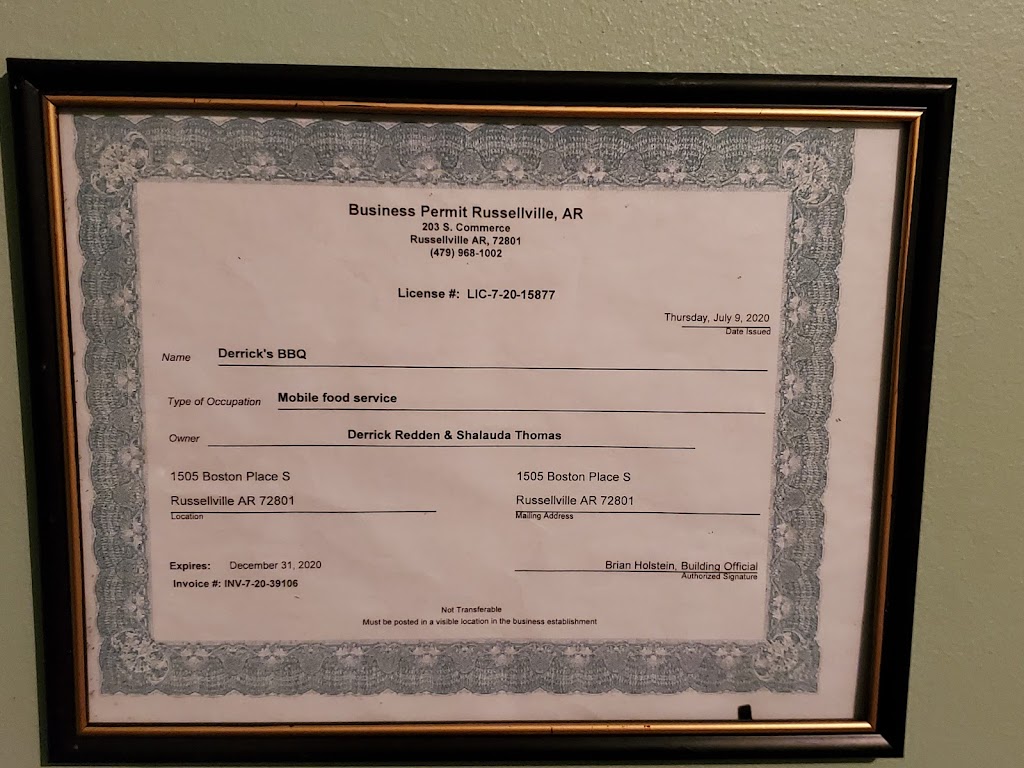 Business Permit Russellville, AR
203 S. Commerce
Russellville AR, 72801
(479) 968-1002
License #: LIC-7-20-15877
Thursday, July 9, 2020
Date Issued
Name Derrick's BBQ
Type of Occupation Mobile food service
Owner Derrick Redden & Shalauda Thomas
1505 Boston Place S 1505 Boston Place S
Russellville AR 72801 Russellville AR 72801
Location Mailing Address
Expires: December 31, 2020 Brian Holstein, Building Official
Authorized Signature
Invoice #: INV-7-20-39106
Not Transferable
Must be posted in a visible location in the business establishment